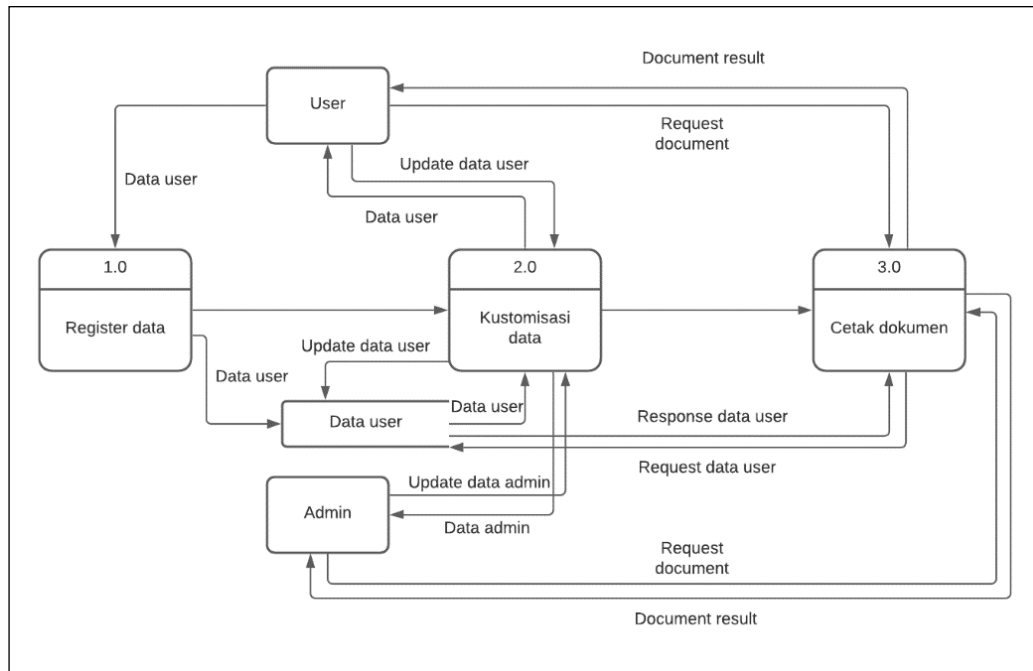 Document result
User
Request
document
Update data user
Data user
Data user
1.0
2.0
3.0
Register data
Kustomisasi
data
Cetak dokumen
Update data user
Data user
Data user
Data user
Response data user
Request data user
Update data admin
Admin
Data admin
Request
document
Document result